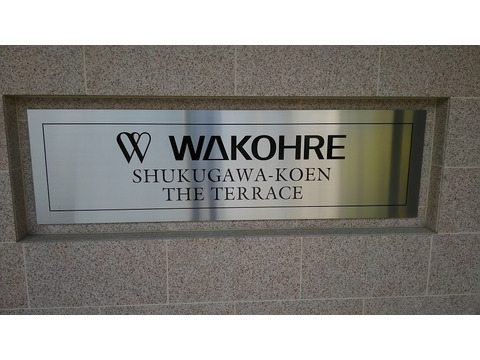 WAKOHRE
SHUKUGAWA-KOEN
THE TERRACE